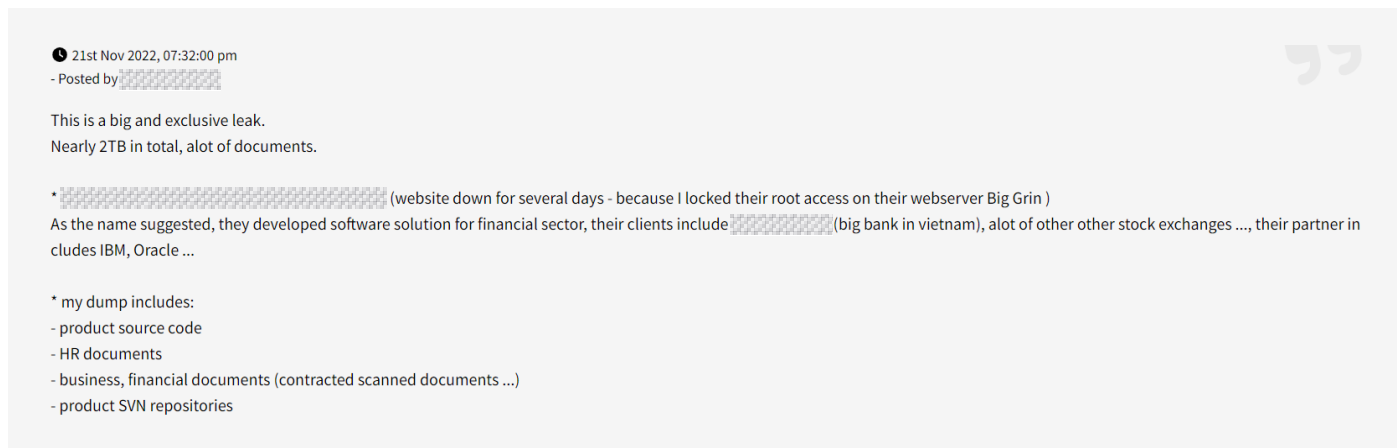 21st Nov 2022, 07:32:00 pm
- Posted by
This is a big and exclusive leak.
Nearly 2TB in total, alot of documents.
* (website down for several days - because I locked their root access on their webserver Big Grin )
As the name suggested, they developed software solution for financial sector, their clients include (big bank in vietnam), alot of other other stock exchanges ..., their partner in
cludes IBM, Oracle ...
* my dump includes:
- product source code
- HR documents
- business, financial documents (contracted scanned documents ...)
- product SVN repositories